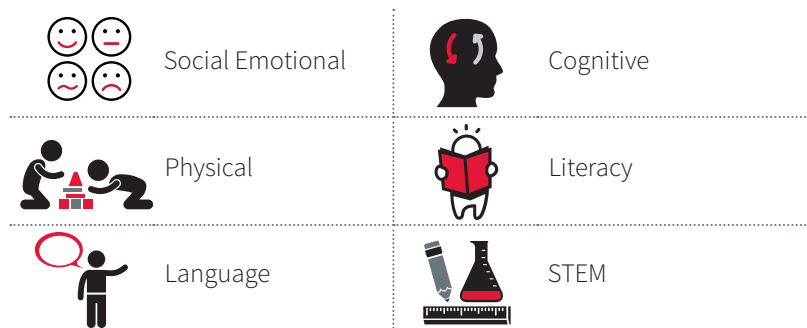 Social Emotional
Cognitive
Physical
Literacy
Language
STEM